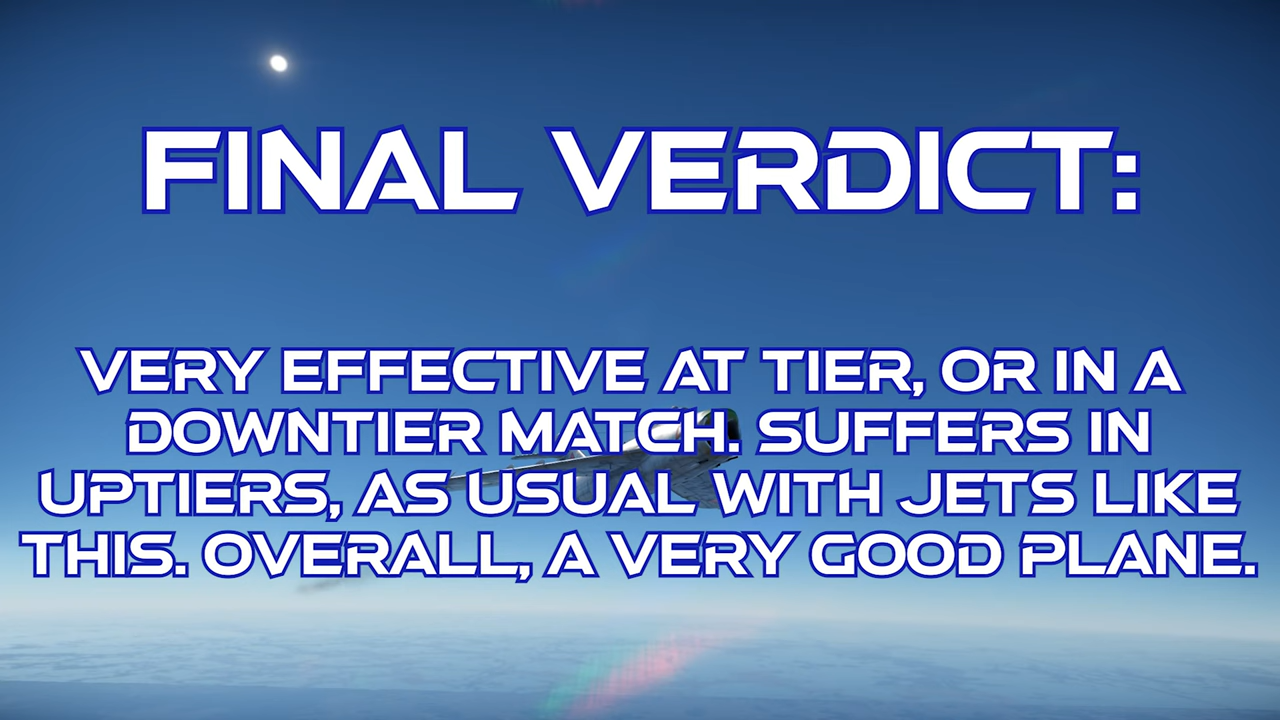 FINAL VERDICT:
VERY EFFECTIVE AT TIER, OR IN A
DOWNTIER MATCH. SUFFERS IN
UPTIERS, AS USUAL WITH JETS LIKE
THIS. OVERALL, A VERY GOOD PLANE.